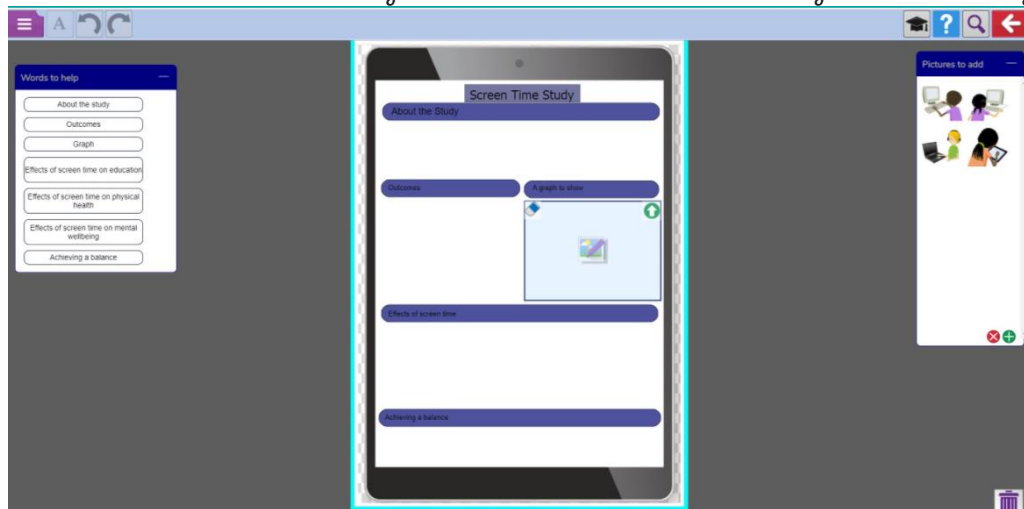 A
?
Words to help
Pictures to add
About the study
Outcomes
Graph
Effects of screen time on education
Effects of screen time on physical
health
Effects of screen time on mental
wellbeing
Achieving a balance
Screen Time Study
About the Study
Outcomes
A graph to show
Effects of screen time
Achieving a balance